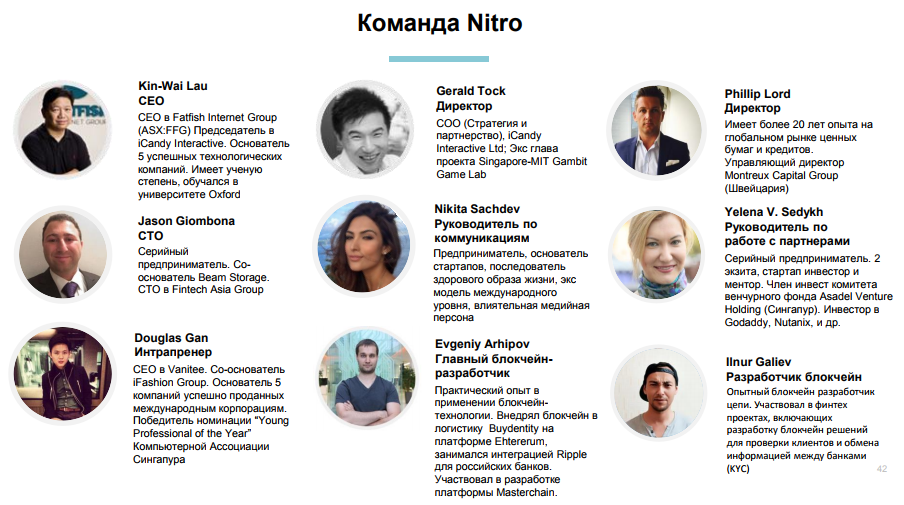 Команда Nitro
Kin-Wai Lau
CEO
CEO в Fatfish Internet Group
(ASX:FFG) Председатель в
iCandy Interactive. Основатель
5 успешных технологических
компаний. Имеет ученую
степень, обучался в
университете Oxford
Gerald Tock
Директор
COO (Стратегия и
партнерство), iCandy
Interactive Ltd; Экс глава
проекта Singapore-MIT Gambit
Game Lab
Phillip Lord
Директор
Имеет более 20 лет опыта на
глобальном рынке ценных
бумаг и кредитов.
Управляющий директор
Montreux Capital Group
(Швейцария)
Jason Giombona
CTO
Серийный
предприниматель. Со-
основатель Beam Storage.
CTO в Fintech Asia Group
Nikita Sachdev
Руководитель по
коммуникациям
Предприниматель, основатель
стартапов, последователь
здорового образа жизни, экс
модель международного
уровня, влиятельная медийная
персона
Yelena V. Sedykh
Руководитель по
работе с партнерами
Серийный предприниматель. 2
экзита, стартап инвестор и
ментор. Член инвест комитета
венчурного фонда Asadel Venture
Holding (Сингапур). Инвестор в
Godaddy, Nutanix, и др.
Douglas Gan
Интрапренер
CEO в Vanitee. Со-основатель
iFashion Group. Основатель 5
компаний успешно проданных
международным корпорациям.
Победитель номинации “Young
Professional of the Year”
Компьютерной Ассоциации
Сингапура
Evgeniy Arhipov
Главный блокчейн-
разработчик
Практический опыт в
применении блокчейн-
технологии. Внедрял блокчейн в
логистику Buydentity на
платформе Ehtererum,
занимался интеграцией Ripple
для российских банков.
Участвовал в разработке
платформы Masterchain.
Ilnur Galiev
Разработчик блокчейн
Опытный блокчейн разработчик
цепи. Участвовал в финтех
проектах, включающих
разработку блокчейн решений
для проверки клиентов и обмена
информацией между банками
(KYC)
42